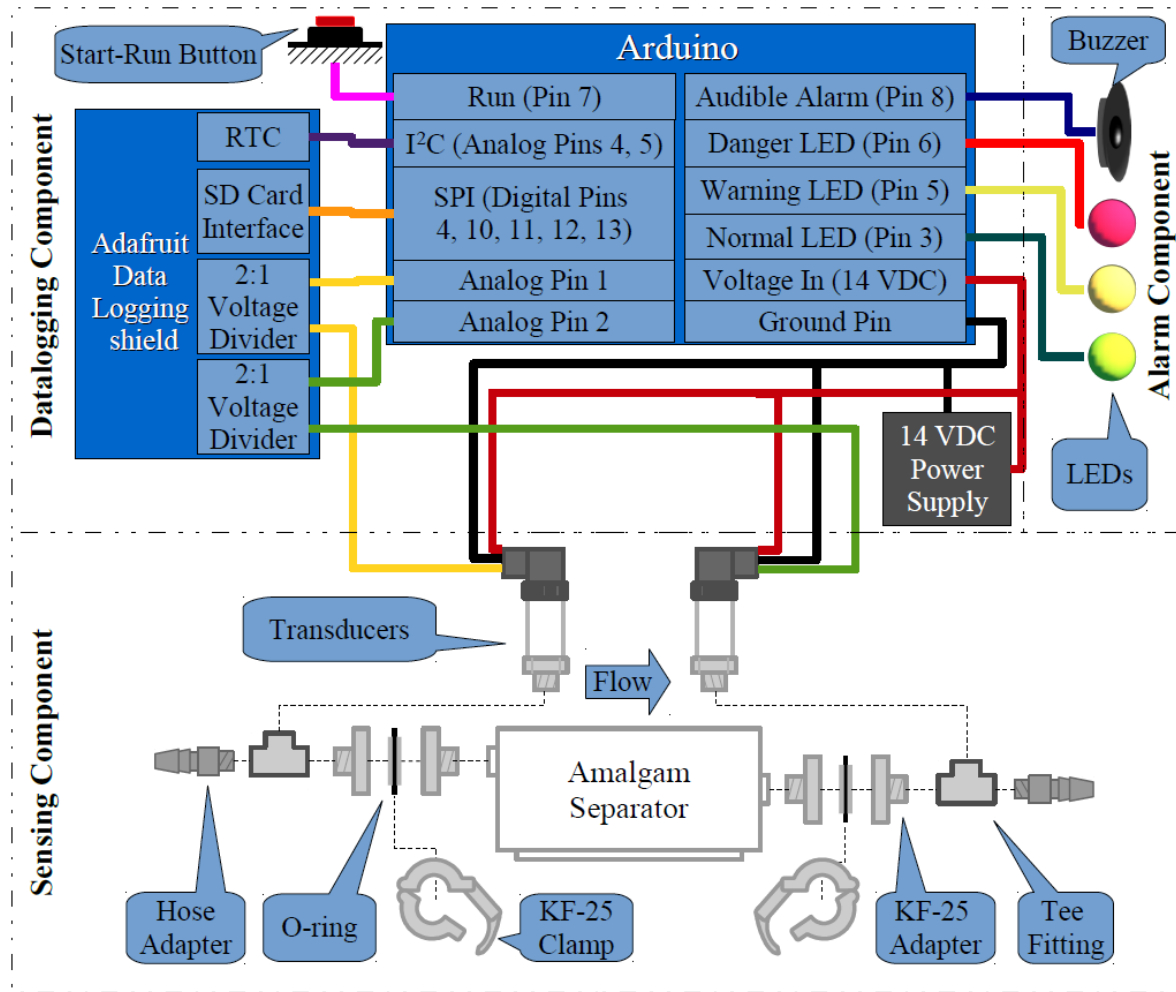 Start-Run Button
Arduino
Buzzer
Run (Pin 7)
Audible Alarm (Pin 8)
RTC
I²C (Analog Pins 4, 5)
Danger LED (Pin 6)
SD Card
Interface
SPI (Digital Pins
4, 10, 11, 12, 13)
Warning LED (Pin 5)
Normal LED (Pin 3)
Adafruit
Data
Logging
shield
2:1
Voltage
Divider
Analog Pin 1
Voltage In (14 VDC)
Analog Pin 2
Ground Pin
2:1
Voltage
Divider
14 VDC
Power
Supply
LEDs
Datalogging Component
Alarm Component
Transducers
Flow
Amalgam
Separator
Sensing Component
Hose
Adapter
O-ring
KF-25
Clamp
KF-25
Adapter
Tee
Fitting